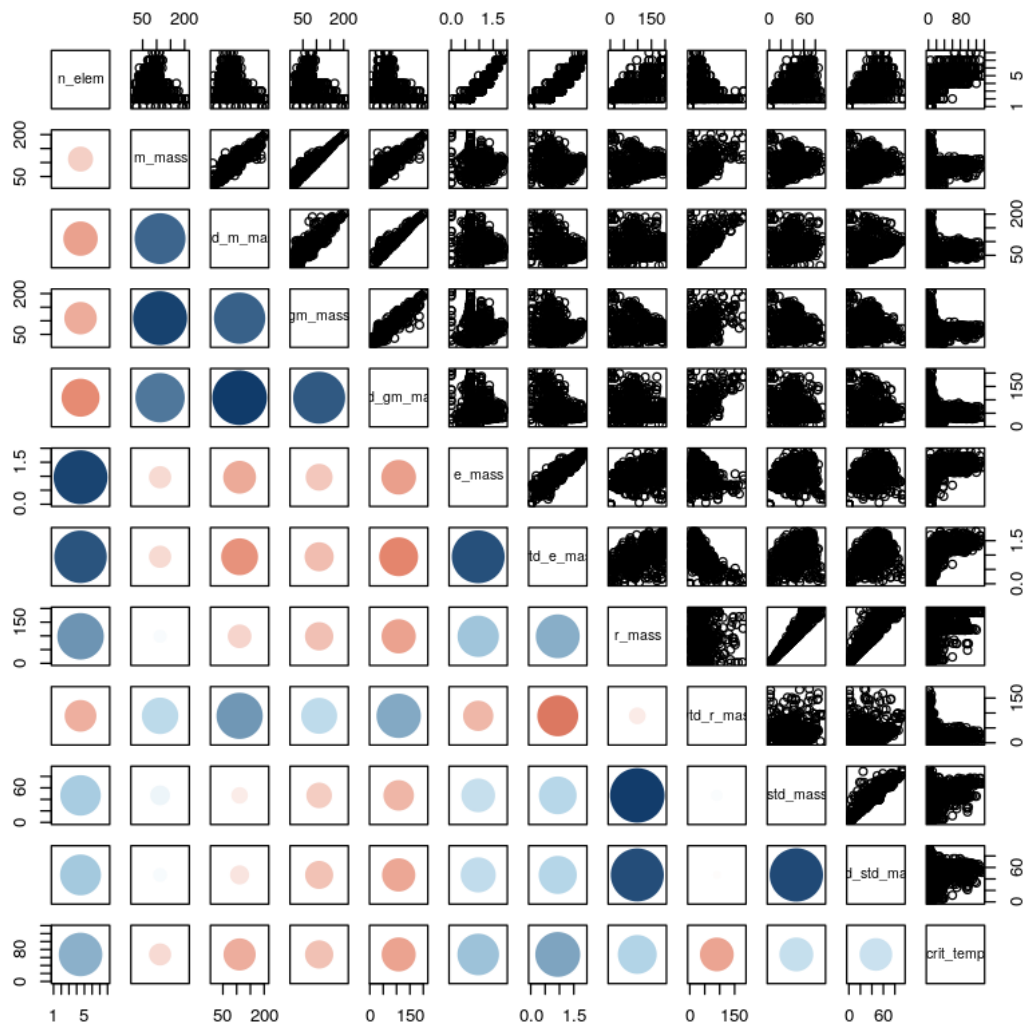 50 200 50 200 0.0 1.5 0 150 0 60 0 80
n_elem 1 5
50 200 m_mass
d_m_ma 50 200
50 200 gm_mass
d_gm_ma 0 150
0.0 1.5 e_mass
td_e_mas 0.0 1.5
0 150 r_mass
td_r_mas 0 150
0 60 std_mass
d_std_ma 0 60
0 80 crit_temp
1 5 50 200 0 150 0.0 1.5 0 150 0 60